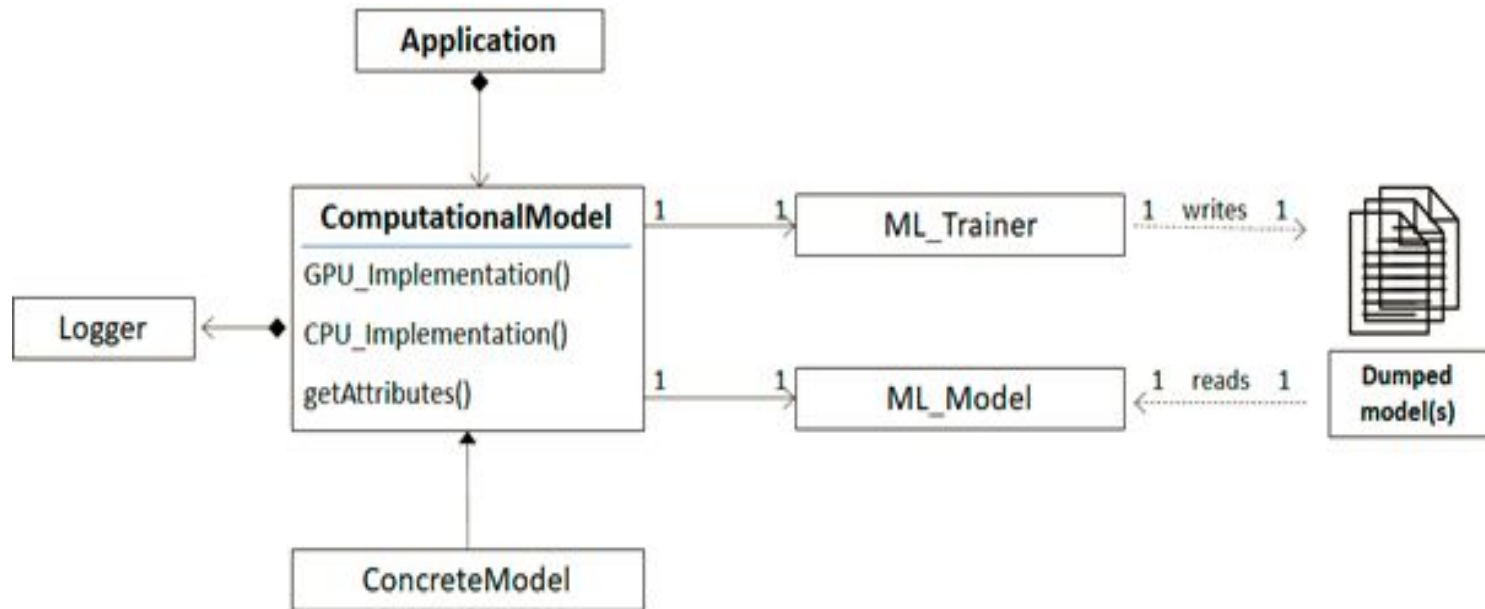 Application
ComputationalModel
GPU_Implementation()
CPU_Implementation()
getAttributes()
1 1
ML_Trainer
1 writes 1
Logger
1 1
ML_Model
1 reads 1
Dumped
model(s)
ConcreteModel